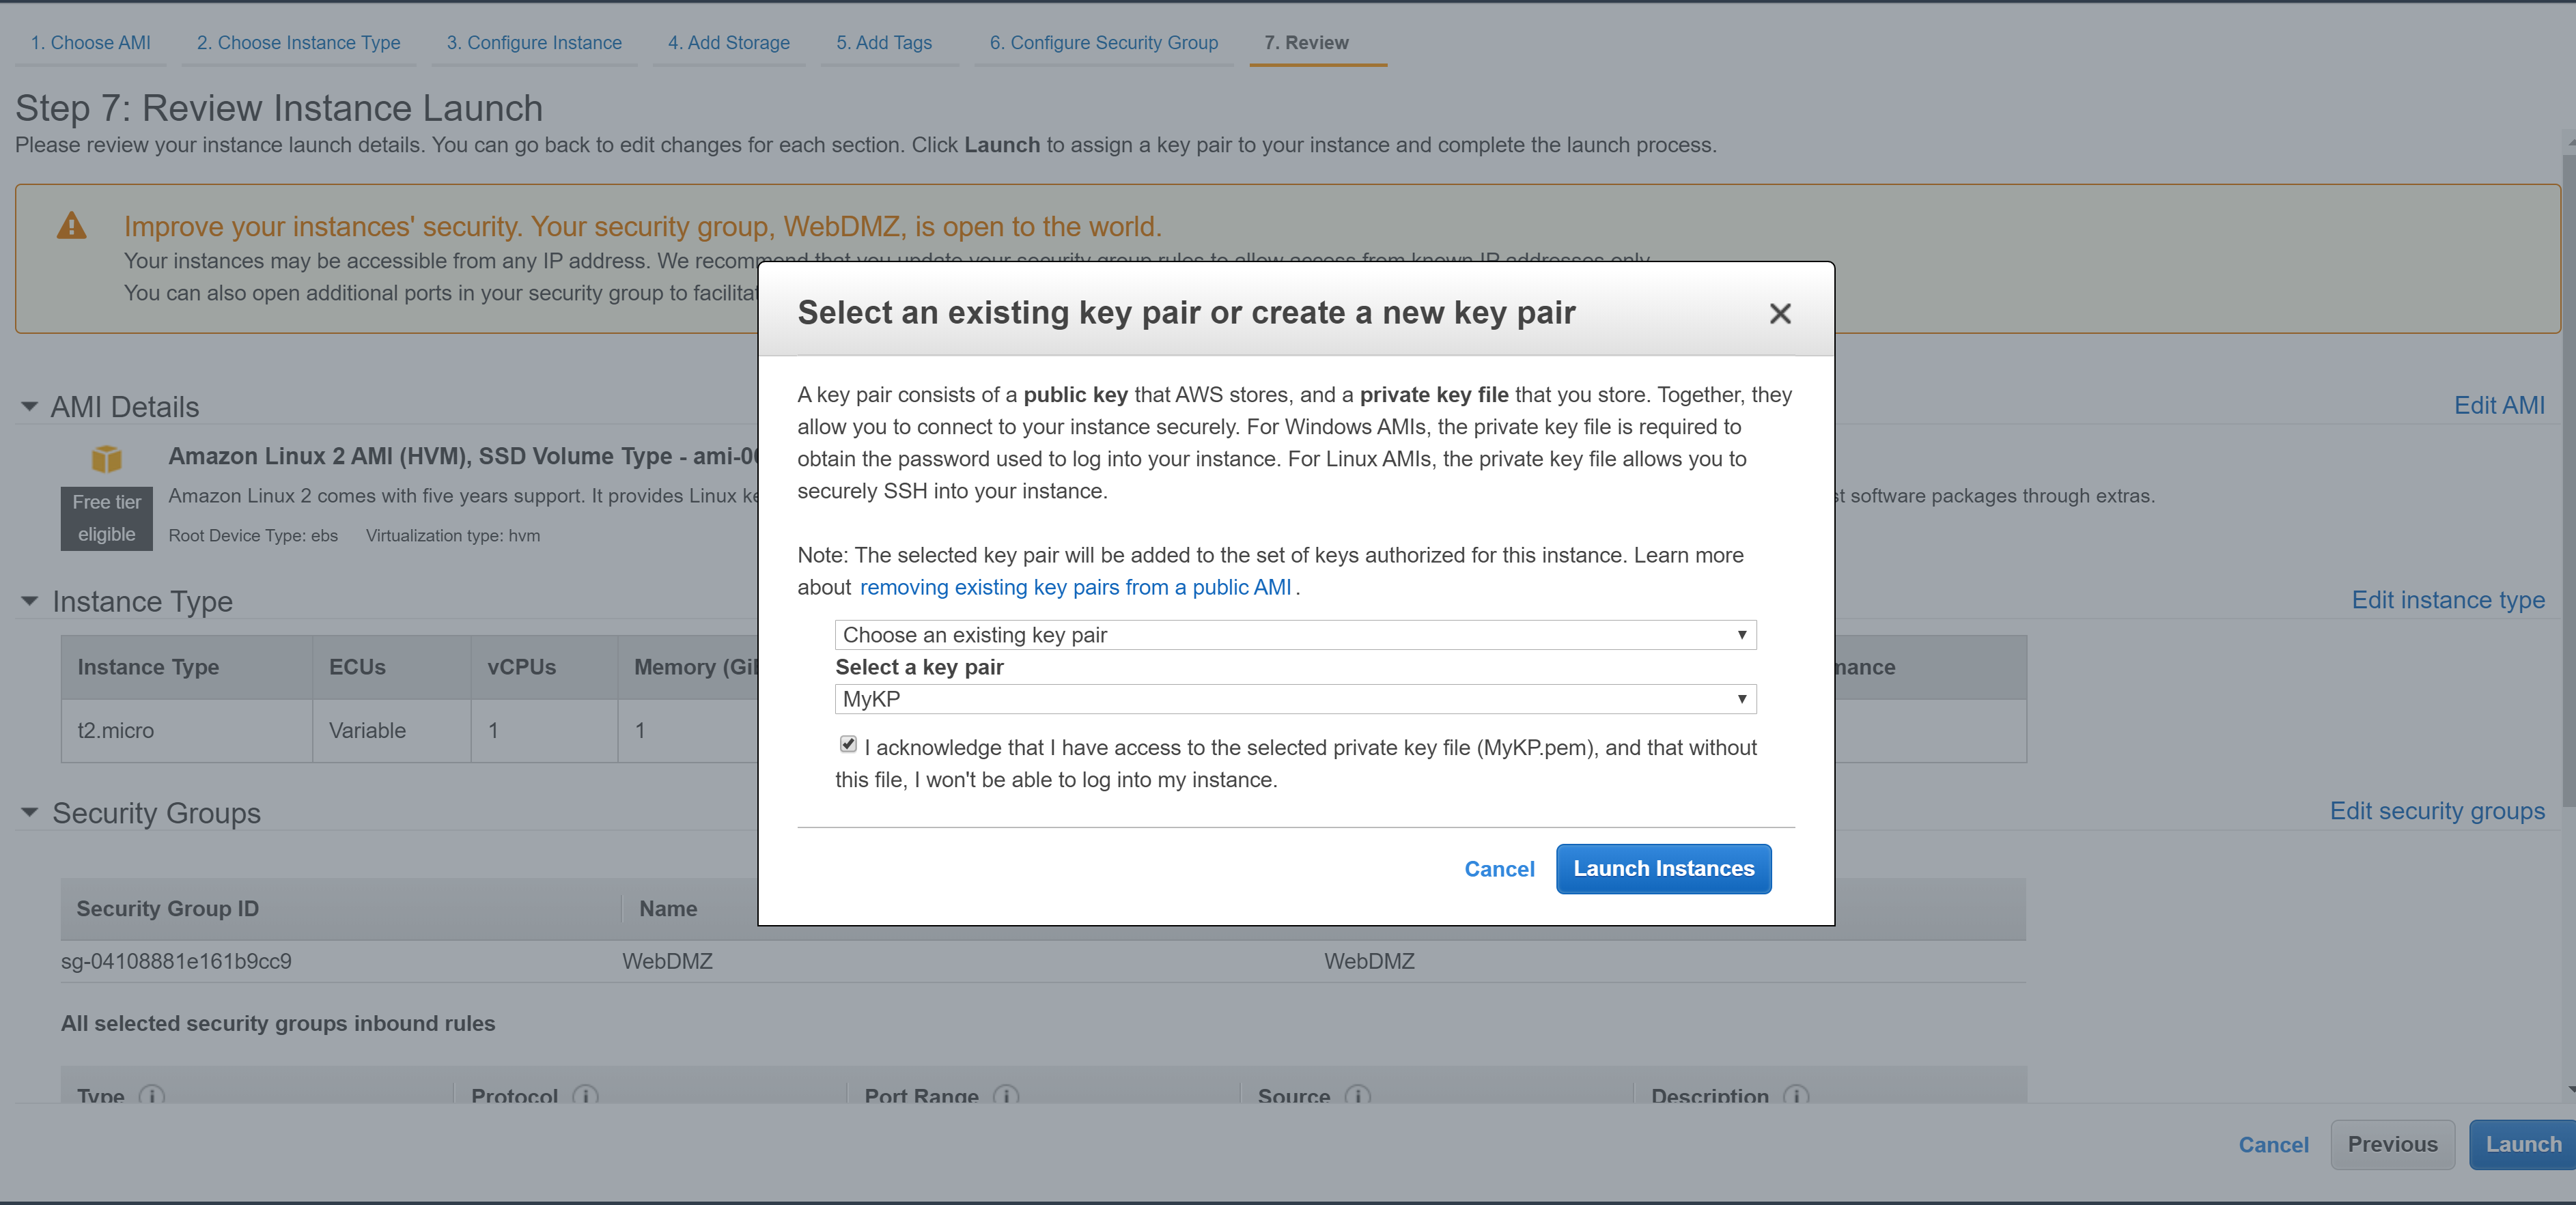 1. Choose AMI 2. Choose Instance Type 3. Configure Instance 4. Add Storage 5. Add Tags 6. Configure Security Group 7. Review
Step 7: Review Instance Launch
Please review your instance launch details. You can go back to edit changes for each section. Click Launch to assign a key pair to your instance and complete the launch process.
Improve your instances' security. Your security group, WebDMZ, is open to the world.
Your instances may be accessible from any IP address. We recommend that you update your security group rules to allow access from known IP addresses only.
You can also open additional ports in your security group to
Select an existing key pair or create a new key pair
A key pair consists of a public key that AWS stores, and a private key file that you store. Together, they
allow you to connect to your instance securely. For Windows AMIs, the private key file is required to
obtain the password used to log into your instance. For Linux AMIs, the private key file allows you to
securely SSH into your instance.
Note: The selected key pair will be added to the set of keys authorized for this instance. Learn more
about removing existing key pairs from a public AMI .
Choose an existing key pair
Select a key pair
MyKP
I acknowledge that I have access to the selected private key file (MyKP.pem), and that without
this file, I won't be able to log into my instance.
Cancel Launch Instances
AMI Details Edit AMI
Amazon Linux 2 AMI (HVM), SSD Volume Type -
Free tier
eligible
Amazon Linux 2 comes with five years support. It provides Linux software packages through extras.
Root Device Type: ebs Virtualization type: hvm
Instance Type Edit instance type
Instance Type ECUs vCPUs Memory
t2.micro Variable 1 1
Security Groups Edit security groups
Security Group ID Name
sg-04108881e161b9cc9 WebDMZ WebDMZ
All selected security groups inbound rules
Type Protocol Port Range Source Description
Cancel Previous Launch